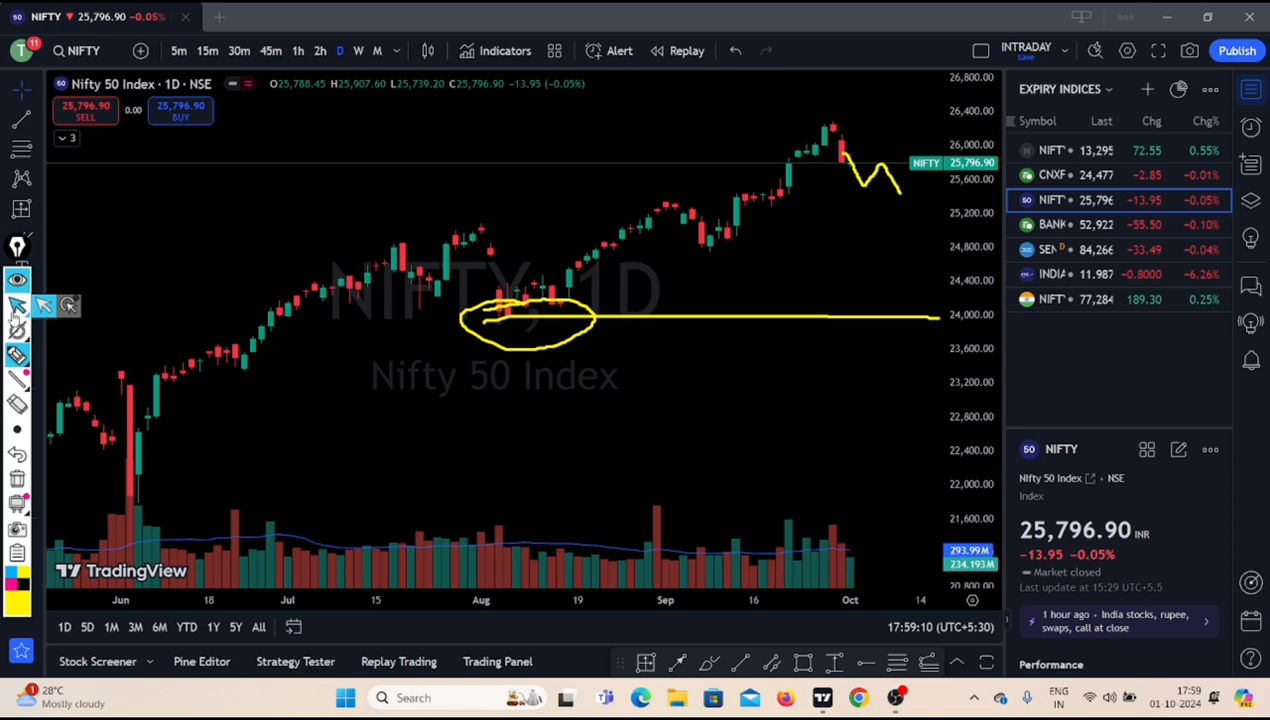 NIFTY ▼ 25,796.90 −0.05%
11 NIFTY 5m 15m 30m 45m 1h 2h D W M Indicators Alert Replay INTRADAY Save Publish
50 Nifty 50 Index · 1D · NSE O25,788.45 H25,907.60 L25,739.20 C25,796.90 −13.95 (−0.05%)
25,796.90 SELL 0.00 25,796.90 BUY
3
NIFTY, 1D
Nifty 50 Index
26,800.00
26,400.00
26,000.00
NIFTY 25,796.90
25,600.00
25,200.00
24,800.00
24,400.00
24,000.00
23,600.00
23,200.00
22,800.00
22,400.00
22,000.00
21,600.00
293.99M
234.193M
20,800.00
TradingView
Jun 18 Jul 15 Aug 19 Sep 16 Oct 14
1D 5D 1M 3M 6M YTD 1Y 5Y All 17:59:10 (UTC+5:30)
Stock Screener Pine Editor Strategy Tester Replay Trading Trading Panel
EXPIRY INDICES
Symbol Last Chg Chg%
NIFT 13,295 72.55 0.55%
CNXF 24,477 −2.85 −0.01%
50 NIFT 25,796 −13.95 −0.05%
BANK 52,922 −55.50 −0.10%
SEN D 84,266 −33.49 −0.04%
INDIA 11.987 −0.8000 −6.26%
NIFT 77,284 189.30 0.25%
50 NIFTY
Nifty 50 Index · NSE
Index
25,796.90 INR
−13.95 −0.05%
Market closed
Last update at 15:29 UTC+5.5
1 hour ago · India stocks, rupee,
swaps, call at close
Performance
1 28°C
Mostly cloudy
Search
ENG
IN
17:59
01-10-2024